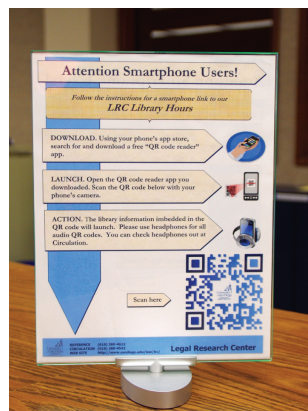 Attention Smartphone Users!
Follow the instructions for a smartphone link to our
LRC Library Hours
DOWNLOAD. Using your phone's app store,
search for and download a free "QR code reader"
app.
LAUNCH. Open the QR code reader app you
downloaded. Scan the QR code below with your
phone's camera.
ACTION. The library information imbedded in the
QR code will launch. Please use headphones for all
audio QR codes. You can check headphones out at
Circulation.
Scan here
REFERENCE
CIRCULATION
WEB SITE
Legal Research Center